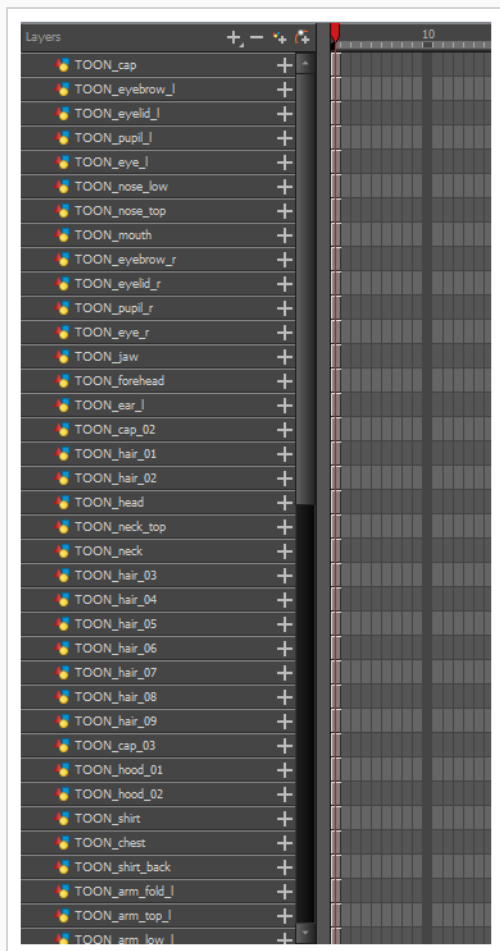 Layers
10
TOON_cap
TOON_eyebrow_l
TOON_eyelid_l
TOON_pupil_l
TOON_eye_l
TOON_nose_low
TOON_nose_top
TOON_mouth
TOON_eyebrow_r
TOON_eyelid_r
TOON_pupil_r
TOON_eye_r
TOON_jaw
TOON_forehead
TOON_ear_l
TOON_cap_02
TOON_hair_01
TOON_hair_02
TOON_head
TOON_neck_top
TOON_neck
TOON_hair_03
TOON_hair_04
TOON_hair_05
TOON_hair_06
TOON_hair_07
TOON_hair_08
TOON_hair_09
TOON_cap_03
TOON_hood_01
TOON_hood_02
TOON_shirt
TOON_chest
TOON_shirt_back
TOON_arm_fold_l
TOON_arm_top_l
TOON_arm_low_l